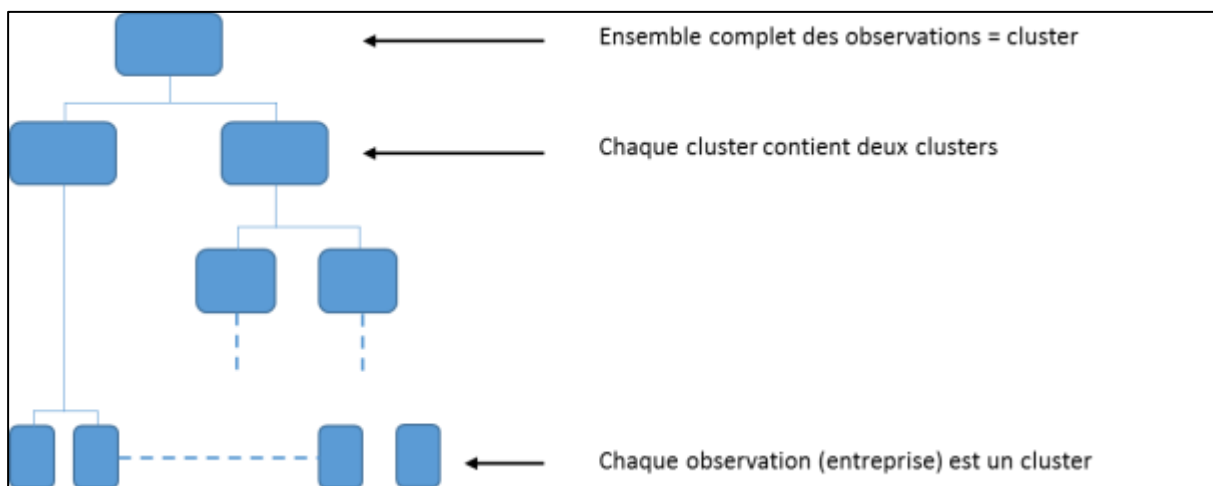 Ensemble complet des observations = cluster
Chaque cluster contient deux clusters
Chaque observation (entreprise) est un cluster